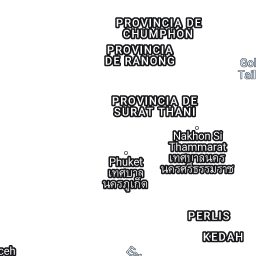 PROVINCIA DE
CHUMPHON
PROVINCIA
DE RANONG
Gol
Tail
PROVINCIA DE
SURAT THANI
Nakhon Si
Thammarat
เทศบาลนคร
นครศรีธรรมราช
Phuket
เทศบาล
นครภูเก็ต
PERLIS
KEDAH
ceh